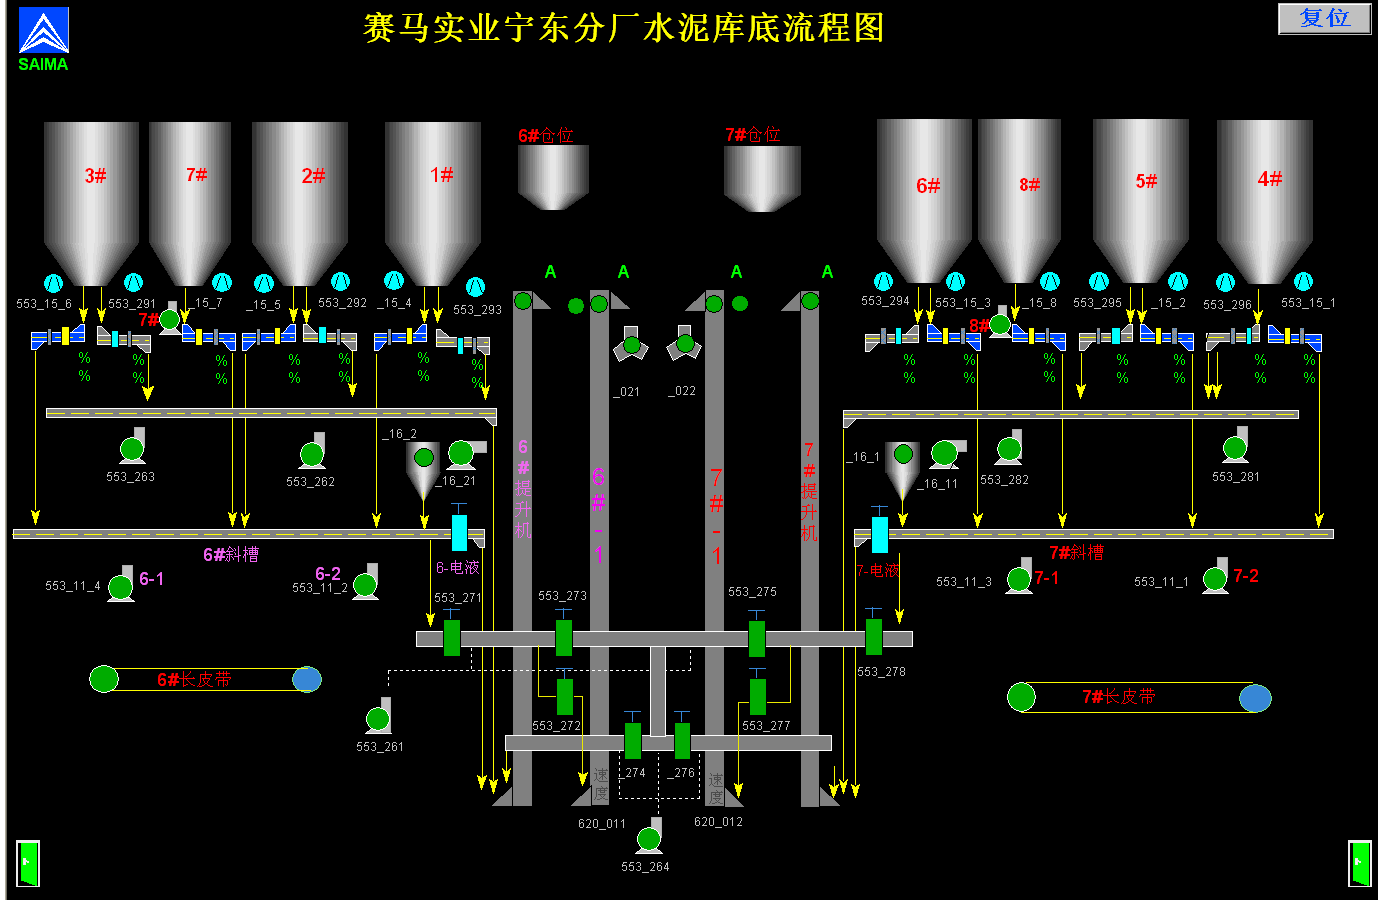 赛马实业宁东分厂水泥库底流程图
复位
SAIMA
6#仓位
7#仓位
3#
7#
2#
1#
6#
8#
5#
4#
A
A
A
A
553_15_6
553_291
_15_7
_15_5
553_292
_15_4
553_293
553_294
553_15_3
_15_8
553_295
_15_2
553_296
553_15_1
7#
8#
% % % % % % % % % % % %
% % % % % % % % % % % %
_021
_022
_16_2
6#提升机
6#-1
7#-1
7#提升机
553_263
553_262
_16_21
_16_1
_16_11
553_282
553_281
6#斜槽
6-电液
7-电液
7#斜槽
553_11_4
6-1
6-2
553_11_2
553_271
553_273
553_275
553_11_3
7-1
553_11_1
7-2
6#长皮带
553_278
7#长皮带
553_272
553_277
553_261
_274
_276
速度
速度
620_011
620_012
553_264